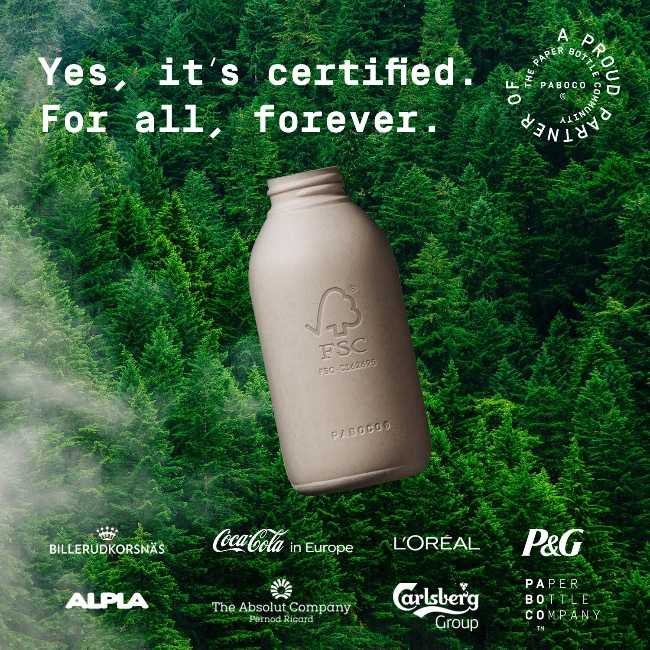 Yes, it's certified.
For all, forever.
A PROUD PARTNER OF
THE PAPER BOTTLE COMMUNITY
PABOCO
®
FSC
FSC-C162695
PABOCO®
BILLERUDKORSNÄS
Coca-Cola in Europe
L'ORÉAL
P&G
ALPLA
The Absolut Company
Pernod Ricard
Carlsberg
Group
PAPER
BOTTLE
COMPANY
TM